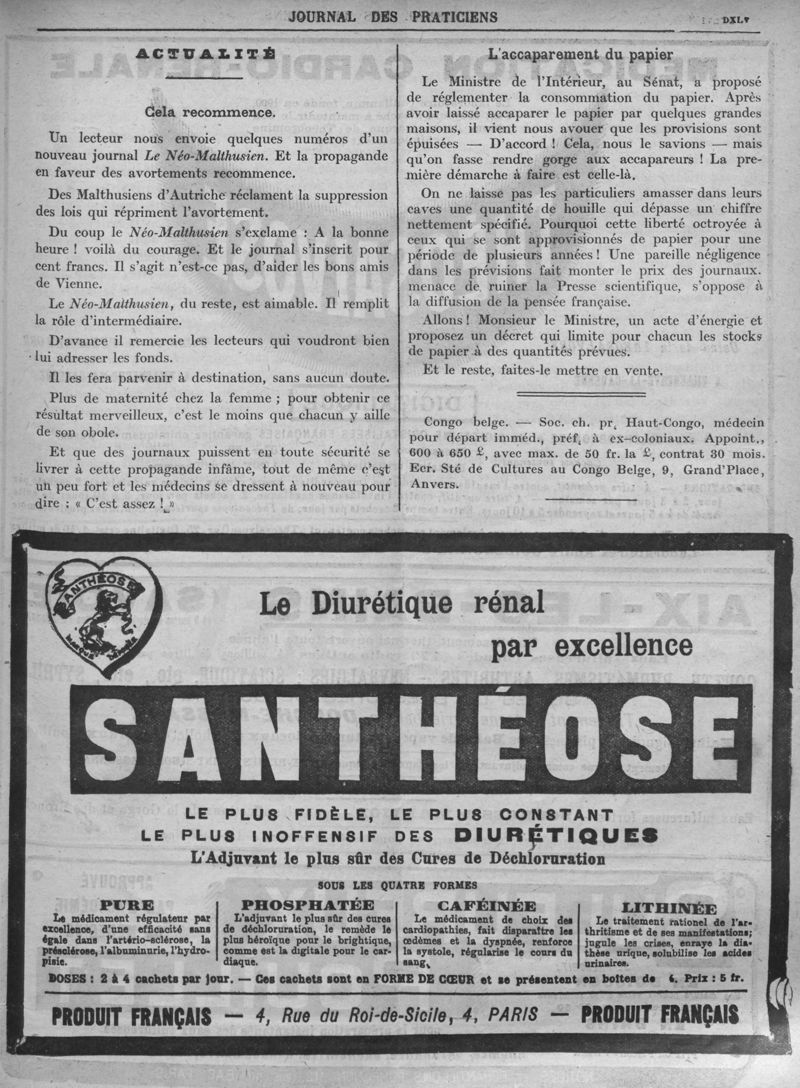 JOURNAL DES PRATICIENS
DXLV
ACTUALITÉ
Cela recommence.
Un lecteur nous envoie quelques numéros d'un
nouveau journal Le Néo-Malthusien. Et la propagande
en faveur des avortements recommence.
Des Malthusiens d'Autriche réclament la suppression
des lois qui répriment l'avortement.
Du coup le Néo-Malthusien s'exclame : A la bonne
heure ! voilà du courage. Et le journal s'inscrit pour
cent francs. Il s'agit n'est-ce pas, d'aider les bons amis
de Vienne.
Le Néo-Malthusien, du reste, est aimable. Il remplit
la rôle d'intermédiaire.
D'avance il remercie les lecteurs qui voudront bien
lui adresser les fonds.
Il les fera parvenir à destination, sans aucun doute.
Plus de maternité chez la femme ; pour obtenir ce
résultat merveilleux, c'est le moins que chacun y aille
de son obole.
Et que des journaux puissent en toute sécurité se
livrer à cette propagande infâme, tout de même c'est
un peu fort et les médecins se dressent à nouveau pour
dire : « C'est assez ! »
L'accaparement du papier
Le Ministre de l'Intérieur, au Sénat, a proposé
de réglementer la consommation du papier. Après
avoir laissé accaparer le papier par quelques grandes
maisons, il vient nous avouer que les provisions sont
épuisées — D'accord ! Cela, nous le savions — mais
qu'on fasse rendre gorge aux accapareurs ! La pre-
mière démarche à faire est celle-là.
On ne laisse pas les particuliers amasser dans leurs
caves une quantité de houille qui dépasse un chiffre
nettement spécifié. Pourquoi cette liberté octroyée à
ceux qui se sont approvisionnés de papier pour une
période de plusieurs années ! Une pareille négligence
dans les prévisions fait monter le prix des journaux.
menace de ruiner la Presse scientifique, s'oppose à
la diffusion de la pensée française.
Allons ! Monsieur le Ministre, un acte d'énergie et
proposez un décret qui limite pour chacun les stocks
de papier à des quantités prévues.
Et le reste, faites-le mettre en vente.
Congo belge. — Soc. ch. pr. Haut-Congo, médecin
pour départ imméd., préf. à ex-coloniaux. Appoint.,
600 à 650 £, avec max. de 50 fr. la £, contrat 30 mois.
Ecr. Sté de Cultures au Congo Belge, 9, Grand'Place,
Anvers.
SANTHÉOSE
Le Diurétique rénal
par excellence
SANTHÉOSE
LE PLUS FIDÈLE, LE PLUS CONSTANT
LE PLUS INOFFENSIF DES DIURÉTIQUES
L'Adjuvant le plus sûr des Cures de Déchloruration
SOUS LES QUATRE FORMES
PURE
Le médicament régulateur par
excellence, d'une efficacité sans
égale dans l'artério-sclérose, la
présclérose, l'albuminurie, l'hydro-
pisie.
PHOSPHATÉE
L'adjuvant le plus sûr des cures
de déchloruration, le remède le
plus héroïque pour le brightique,
comme est la digitale pour le car-
diaque.
CAFÉINÉE
Le médicament de choix des
cardiopathies, fait disparaître les
œdèmes et la dyspnée, renforce
la systole, régularise le cours du
sang.
LITHINÉE
Le traitement rationel de l'ar-
thritisme et de ses manifestations;
jugule les crises, enraye la dia-
thèse urique, solubilise les acides
urinaires.
DOSES : 2 à 4 cachets par jour. — Ces cachets sont en FORME DE CŒUR et se présentent en boîtes de 6. Prix : 5 fr.
PRODUIT FRANÇAIS — 4, Rue du Roi-de-Sicile, 4, PARIS — PRODUIT FRANÇAIS